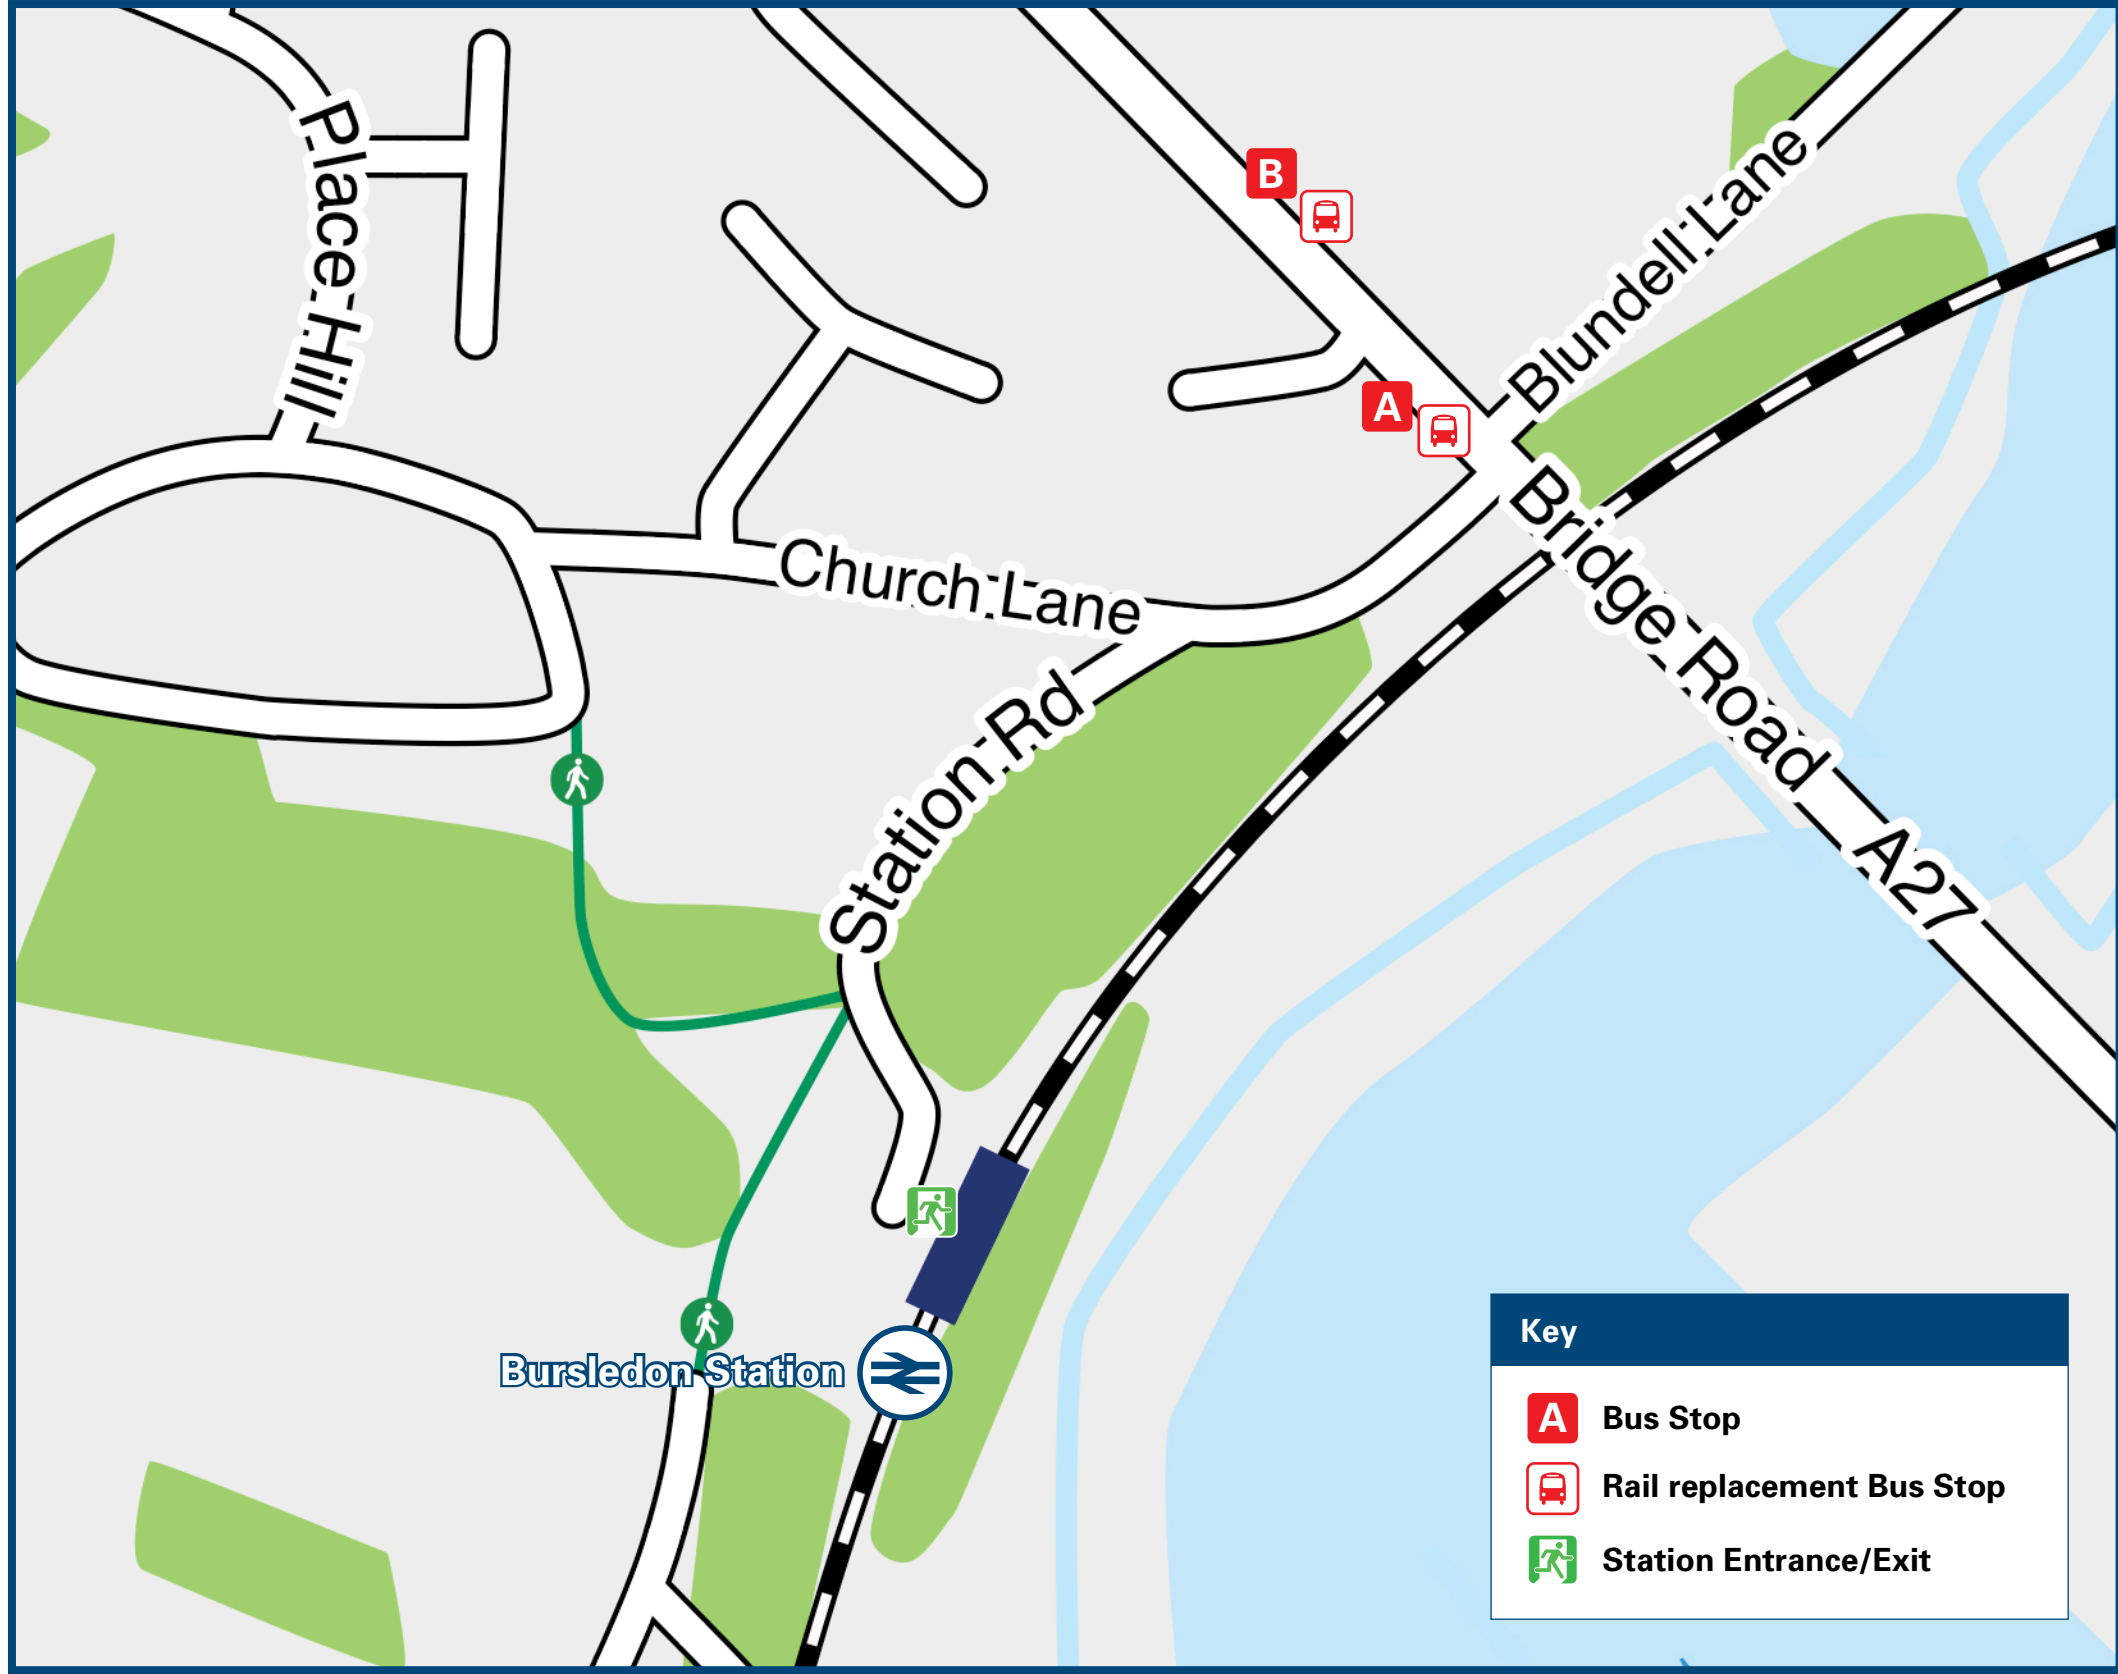 Place Hill
B
Blundell Lane
A
Church Lane
Bridge Road
Station Rd
A27
Bursledon Station
Key
A Bus Stop
Rail replacement Bus Stop
Station Entrance/Exit